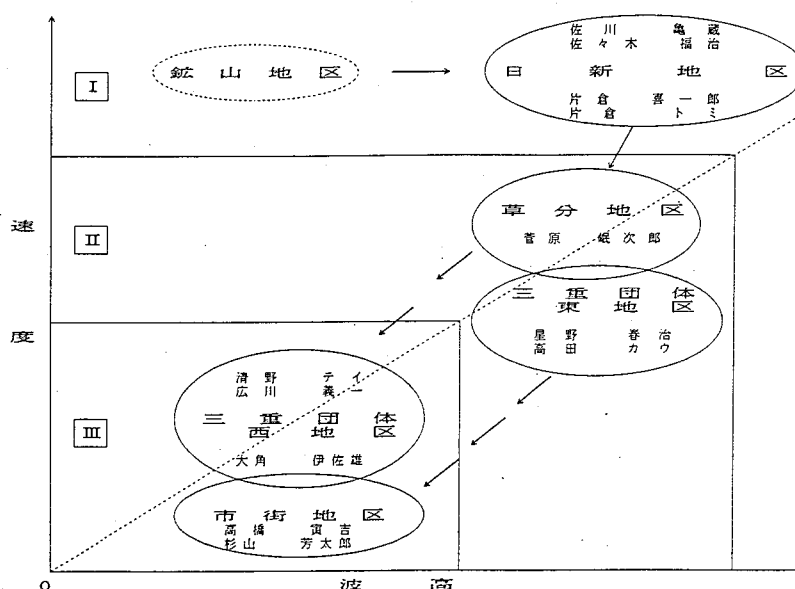 佐川 亀蔵
佐々木 福治
Ⅰ
鉱山地区
日新地区
片倉 喜一郎
片倉 トミ
草分地区
速度
Ⅱ
菅原 岷次郎
三重団体
東地区
星野 春治
高田 カウ
清野 テイ
広川 義一
三重団体
西地区
Ⅲ
大角 伊佐雄
市街地区
高橋 寅吉
杉山 芳太郎
0
波高